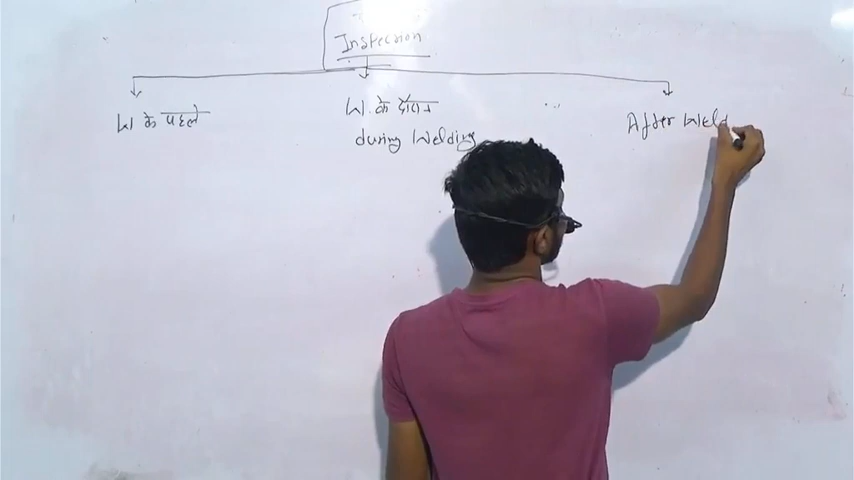 Inspection
W के पहले
W. के दौरान
during Welding
After Weld